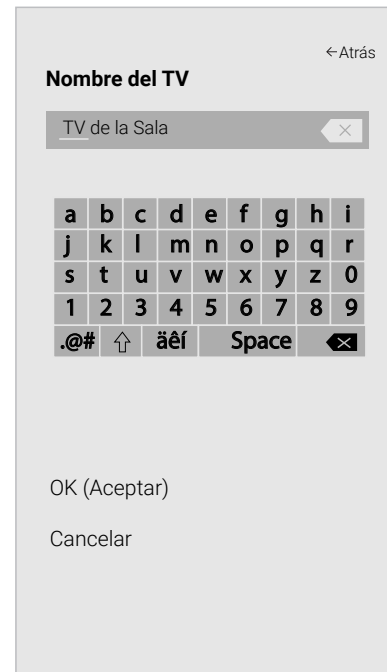 ←Atrás
Nombre del TV
TV de la Sala
a b c d e f g h i
j k l m n o p q r
s t u v w x y z 0
1 2 3 4 5 6 7 8 9
.@# äêí Space
OK (Aceptar)
Cancelar